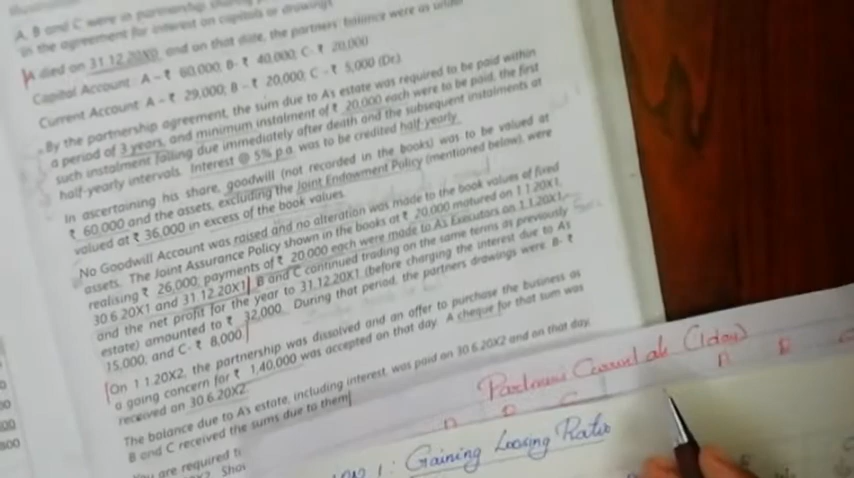 A, B and C were in partnership sharing
in the agreement for interest on capitals or drawings
A died on 31.12.20X0, and on that date, the partners' balance were as under
Capital Account: A – ₹ 60,000; B- ₹ 40,000; C- ₹ 20,000
Current Account: A – ₹ 29,000; B – ₹ 20,000; C – ₹ 5,000 (Dr)
By the partnership agreement, the sum due to A's estate was required to be paid within
a period of 3 years, and minimum instalment of ₹ 20,000 each were to be paid, the first
such instalment falling due immediately after death and the subsequent instalments at
half-yearly intervals. Interest @ 5% p.a. was to be credited half-yearly
In ascertaining his share, goodwill (not recorded in the books) was to be valued at
₹ 60,000 and the assets, excluding the Joint Endowment Policy (mentioned below), were
valued at ₹ 36,000 in excess of the book values.
No Goodwill Account was raised and no alteration was made to the book values of fixed
assets. The Joint Assurance Policy shown in the books at ₹ 20,000 matured on 1.1.20X1,
realising ₹ 26,000; payments of ₹ 20,000 each were made to A's Executors on 1.1.20X1,
30.6.20X1 and 31.12.20X1. B and C continued trading on the same terms as previously
and the net profit for the year to 31.12.20X1 (before charging the interest due to A's
estate) amounted to ₹ 32,000. During that period, the partners drawings were: B- ₹
15,000; and C- ₹ 8,000
On 1.1.20X2, the partnership was dissolved and an offer to purchase the business as
a going concern for ₹ 1,40,000 was accepted on that day. A cheque for that sum was
received on 30.6.20X2.
The balance due to A's estate, including interest, was paid on 30.6.20X2 and on that day,
B and C received the sums due to them
are required
Partners Current a/c (1 day)
Gaining Loosing Ratio